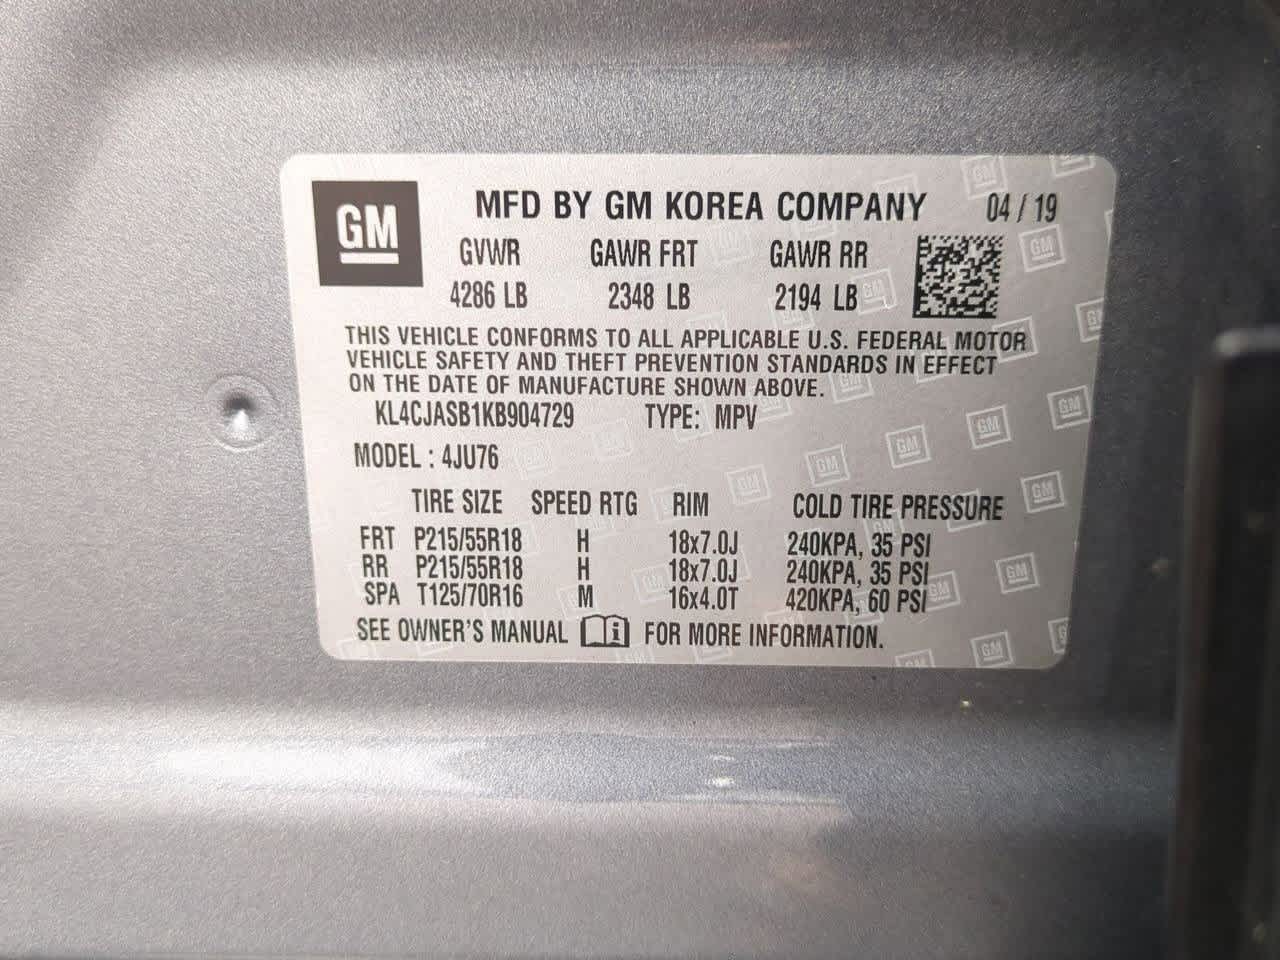 GM
MFD BY GM KOREA COMPANY 04 / 19
GVWR GAWR FRT GAWR RR
4286 LB 2348 LB 2194 LB
THIS VEHICLE CONFORMS TO ALL APPLICABLE U.S. FEDERAL MOTOR
VEHICLE SAFETY AND THEFT PREVENTION STANDARDS IN EFFECT
ON THE DATE OF MANUFACTURE SHOWN ABOVE.
KL4CJASB1KB904729 TYPE: MPV
MODEL : 4JU76
TIRE SIZE SPEED RTG RIM COLD TIRE PRESSURE
FRT P215/55R18 H 18x7.0J 240KPA, 35 PSI
RR P215/55R18 H 18x7.0J 240KPA, 35 PSI
SPA T125/70R16 M 16x4.0T 420KPA, 60 PSI
SEE OWNER'S MANUAL i FOR MORE INFORMATION.